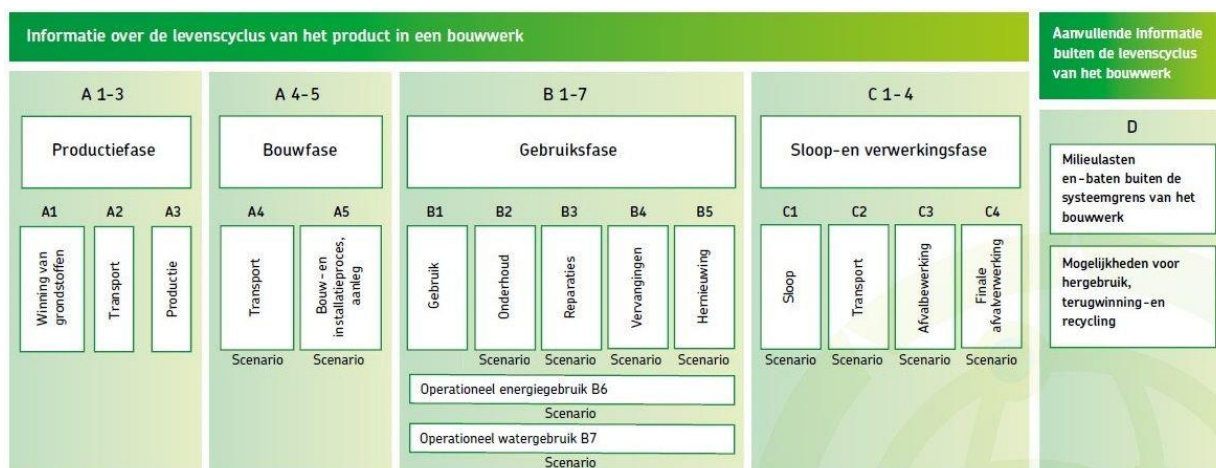 Informatie over de levenscyclus van het product in een bouwwerk
Aanvullende informatie
buiten de levenscyclus
van het bouwwerk
A 1-3
Productiefase
A1
A2
A3
Winning van
grondstoffen
Transport
Productie
A 4-5
Bouwfase
A4
A5
Transport
Bouw- en
installatieproces,
aanleg
Scenario
Scenario
B 1-7
Gebruiksfase
B1
B2
B3
B4
B5
Gebruik
Onderhoud
Reparaties
Vervangingen
Hernieuwing
Scenario
Scenario
Scenario
Scenario
Operationeel energiegebruik B6
Scenario
Operationeel watergebruik B7
Scenario
C 1-4
Sloop-en verwerkingsfase
C1
C2
C3
C4
Sloop
Transport
Afvalbewerking
Finale
afvalverwerking
Scenario
Scenario
Scenario
Scenario
D
Milieulasten
en-baten buiten de
systeemgrens van het
bouwwerk
Mogelijkheden voor
hergebruik,
terugwinning-en
recycling